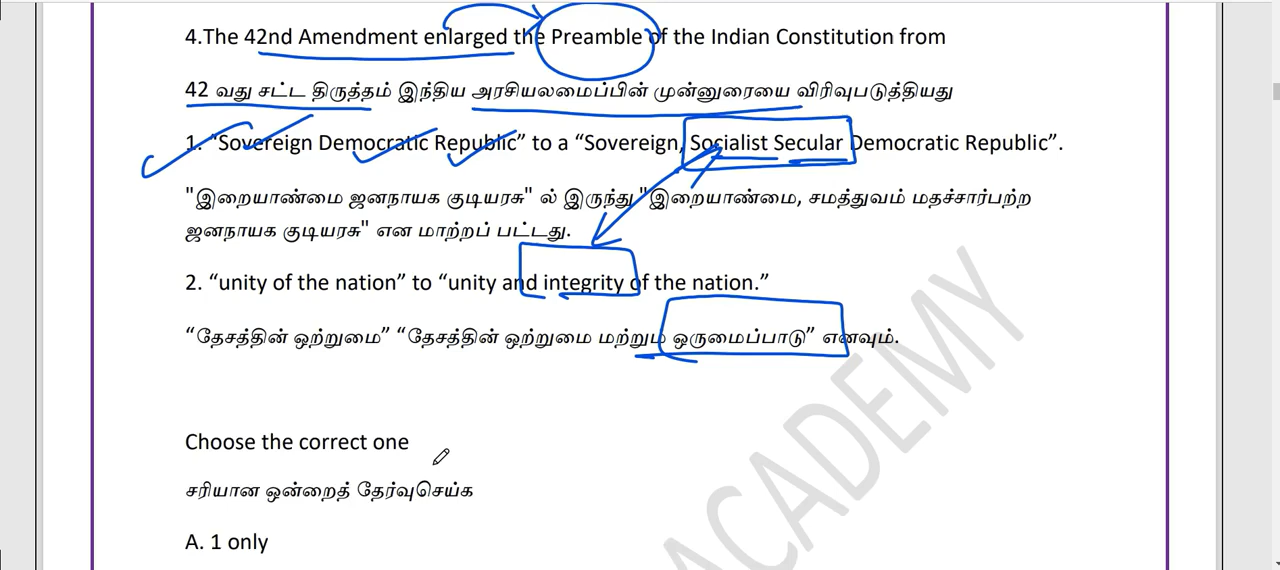 4.The 42nd Amendment enlarged the Preamble of the Indian Constitution from
42 வது சட்ட திருத்தம் இந்திய அரசியலமைப்பின் முன்னுரையை விரிவுபடுத்தியது
1. “Sovereign Democratic Republic” to a “Sovereign, Socialist Secular Democratic Republic”.
"இறையாண்மை ஜனநாயக குடியரசு" ல் இருந்து "இறையாண்மை, சமத்துவம் மதச்சார்பற்ற
ஜனநாயக குடியரசு" என மாற்றப் பட்டது.
2. “unity of the nation” to “unity and integrity of the nation.”
“தேசத்தின் ஒற்றுமை” “தேசத்தின் ஒற்றுமை மற்றும் ஒருமைப்பாடு” எனவும்.
Choose the correct one
சரியான ஒன்றைத் தேர்வுசெய்க
A. 1 only
ACADEMY